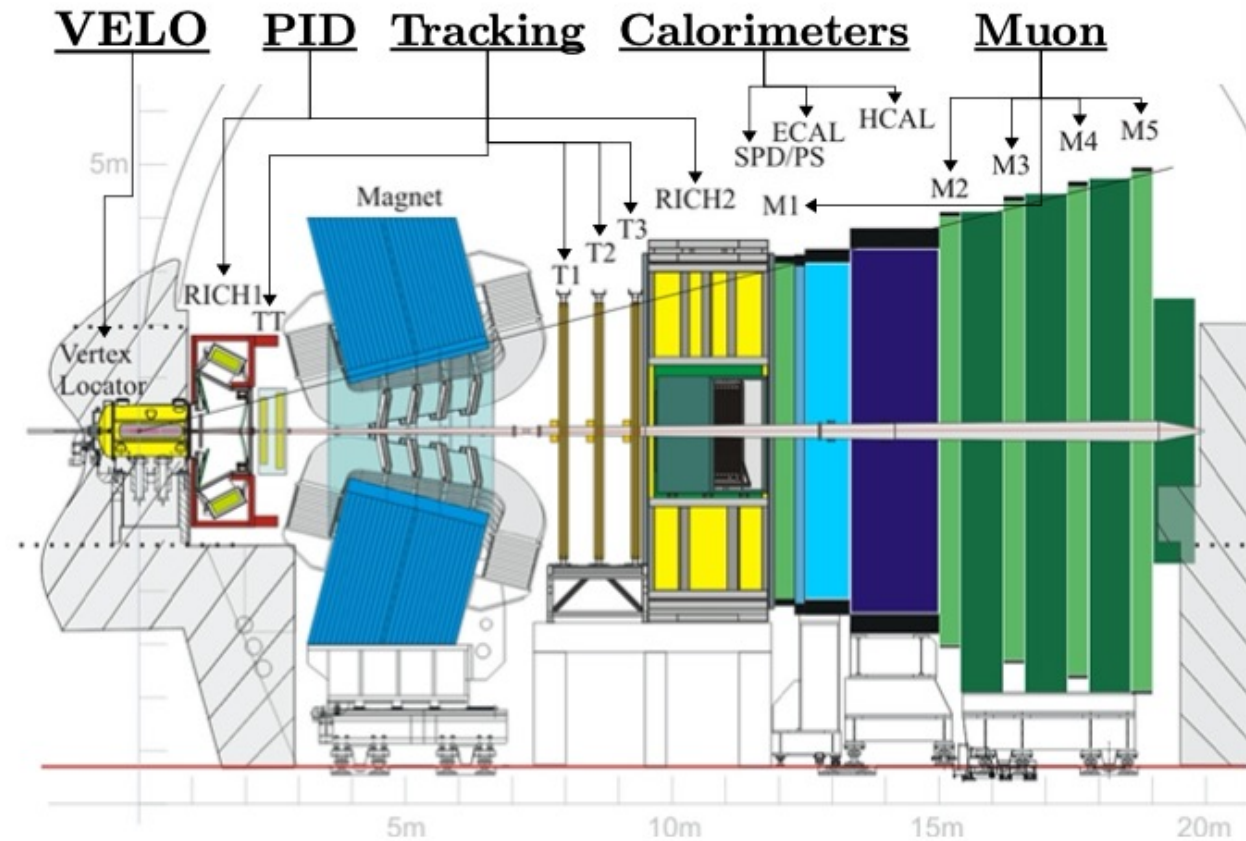 VELO PID Tracking Calorimeters Muon
HCAL
ECAL
SPD/PS
M5
M4
M3
M2
5m
Magnet
RICH2
M1
T3
T2
T1
RICH1
TT
Vertex
Locator
5m 10m 15m 20m